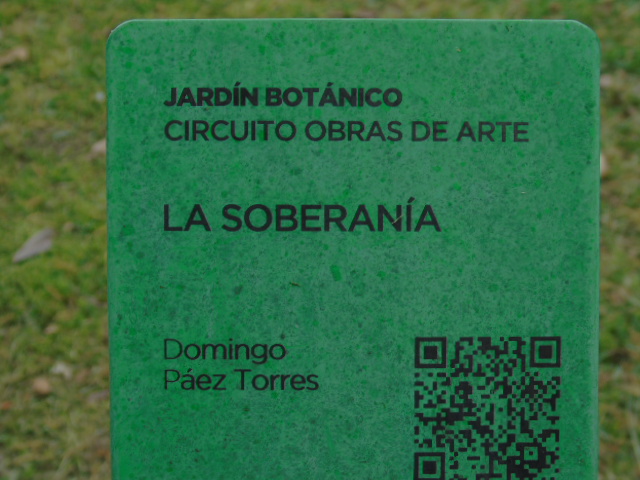 JARDÍN BOTÁNICO
CIRCUITO OBRAS DE ARTE
LA SOBERANÍA
Domingo
Páez Torres